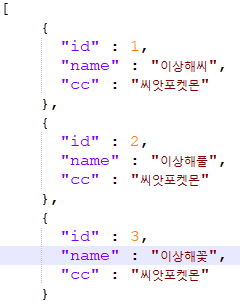 [
{
"id" : 1,
"name" : "이상해씨",
"cc" : "씨앗포켓몬"
},
{
"id" : 2,
"name" : "이상해풀",
"cc" : "씨앗포켓몬"
},
{
"id" : 3,
"name" : "이상해꽃",
"cc" : "씨앗포켓몬"
}